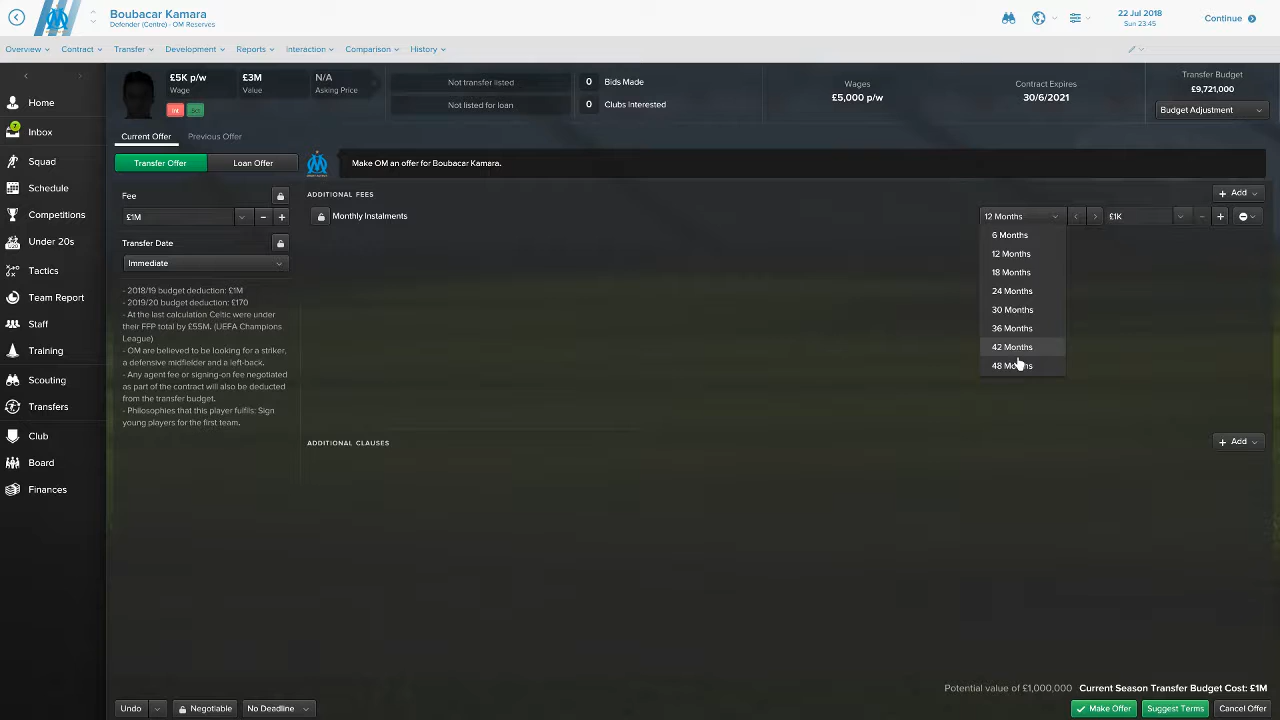 Boubacar Kamara
Defender (Centre) - OM Reserves
22 Jul 2018
Sun 23:45
Continue
Overview
Contract
Transfer
Development
Reports
Interaction
Comparison
History
£5K p/w
Wage
£3M
Value
N/A
Asking Price
Int
Scr
Not transfer listed
Not listed for loan
0 Bids Made
0 Clubs Interested
Wages
£5,000 p/w
Contract Expires
30/6/2021
Transfer Budget
£9,721,000
Budget Adjustment
Home
7
Inbox
Squad
Schedule
Competitions
Under 20s
Tactics
Team Report
Staff
Training
Scouting
Transfers
Club
Board
Finances
Current Offer
Previous Offer
Transfer Offer
Loan Offer
Make OM an offer for Boubacar Kamara.
Fee
£1M
Transfer Date
Immediate
- 2018/19 budget deduction: £1M
- 2019/20 budget deduction: £170
- At the last calculation Celtic were under
their FFP total by £55M. (UEFA Champions
League)
- OM are believed to be looking for a striker,
a defensive midfielder and a left-back.
- Any agent fee or signing-on fee negotiated
as part of the contract will also be deducted
from the transfer budget.
- Philosophies that this player fulfils: Sign
young players for the first team.
ADDITIONAL FEES
Add
Monthly Instalments
12 Months
£1K
6 Months
12 Months
18 Months
24 Months
30 Months
36 Months
42 Months
48 Months
ADDITIONAL CLAUSES
Add
Potential value of £1,000,000 Current Season Transfer Budget Cost: £1M
Undo
Negotiable
No Deadline
Make Offer
Suggest Terms
Cancel Offer